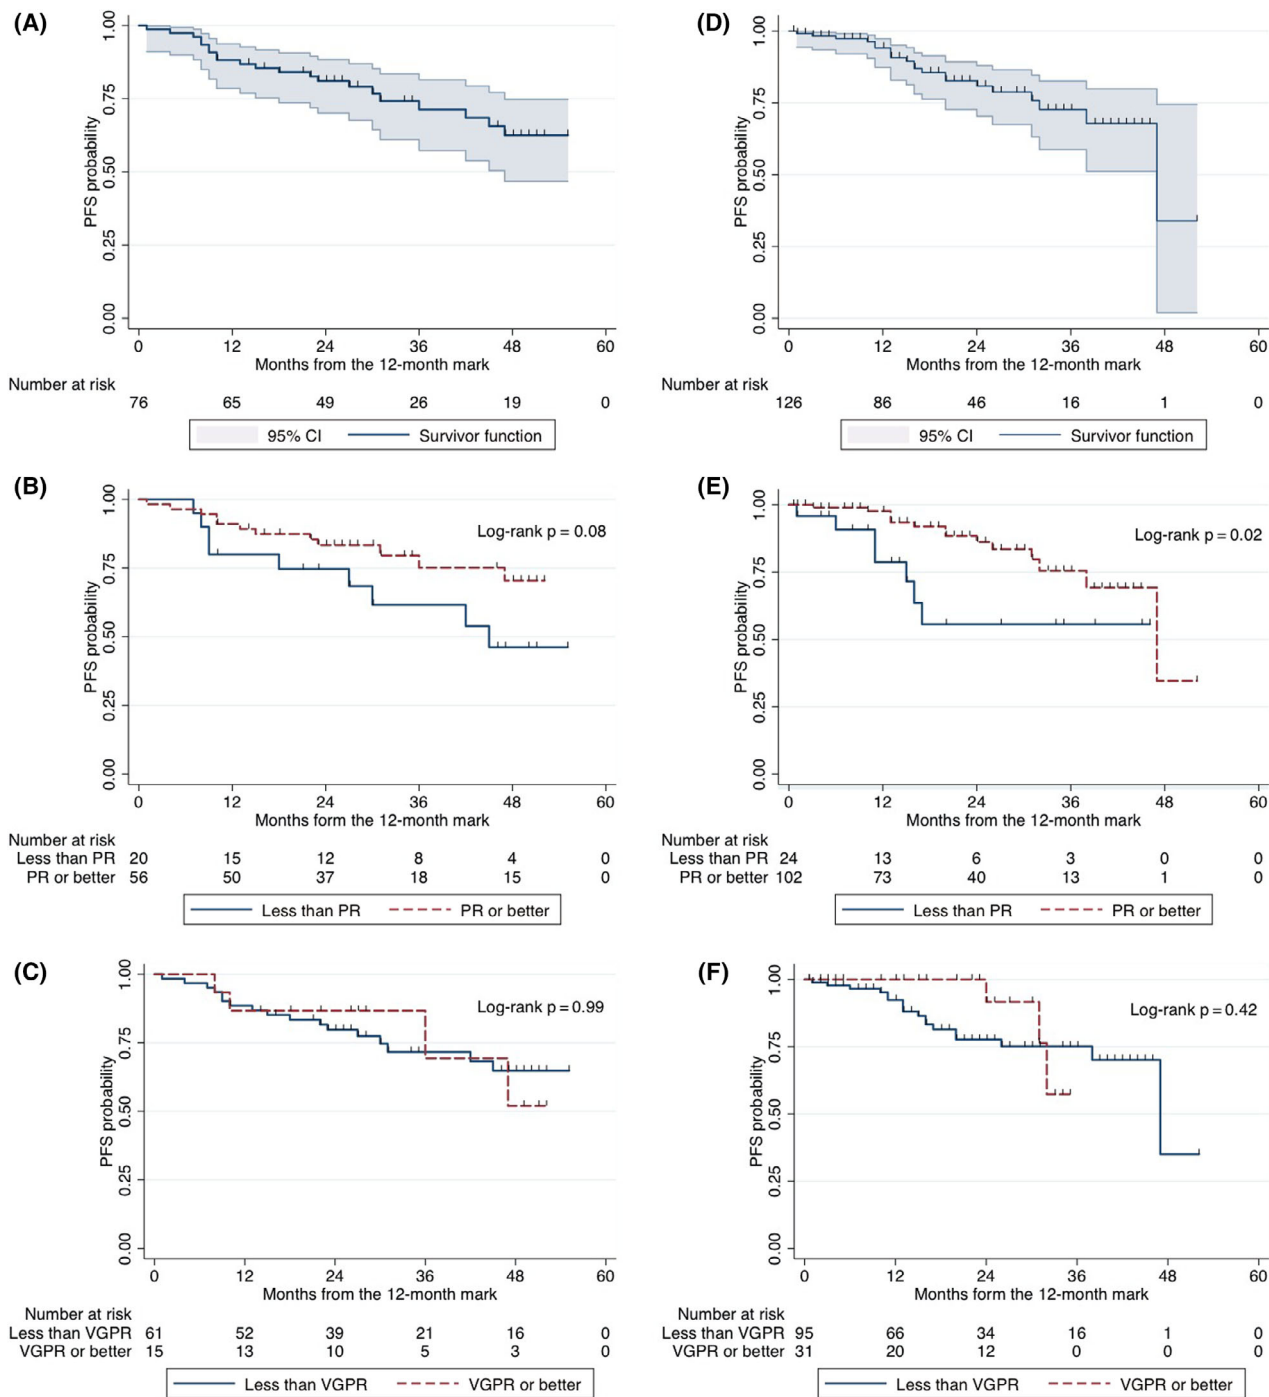 (A)
1.00
0.75
0.50
0.25
0.00
PFS probability
0 12 24 36 48 60
Months from the 12-month mark
Number at risk
76 65 49 26 19 0
95% CI Survivor function
(D)
1.00
0.75
0.50
0.25
0.00
PFS probability
0 12 24 36 48 60
Months from the 12-month mark
Number at risk
126 86 46 16 1 0
95% CI Survivor function
(B)
1.00
0.75
0.50
0.25
0.00
PFS probability
Log-rank p = 0.08
0 12 24 36 48 60
Months form the 12-month mark
Number at risk
Less than PR 20 15 12 8 4 0
PR or better 56 50 37 18 15 0
Less than PR PR or better
(E)
1.00
0.75
0.50
0.25
0.00
PFS probability
Log-rank p = 0.02
0 12 24 36 48 60
Months from the 12-month mark
Number at risk
Less than PR 24 13 6 3 0 0
PR or better 102 73 40 13 1 0
Less than PR PR or better
(C)
1.00
0.75
0.50
0.25
0.00
PFS probability
Log-rank p = 0.99
0 12 24 36 48 60
Months from the 12-month mark
Number at risk
Less than VGPR 61 52 39 21 16 0
VGPR or better 15 13 10 5 3 0
Less than VGPR VGPR or better
(F)
1.00
0.75
0.50
0.25
0.00
PFS probability
Log-rank p = 0.42
0 12 24 36 48 60
Months from the 12-month mark
Number at risk
Less than VGPR 95 66 34 16 1 0
VGPR or better 31 20 12 0 0 0
Less than VGPR VGPR or better